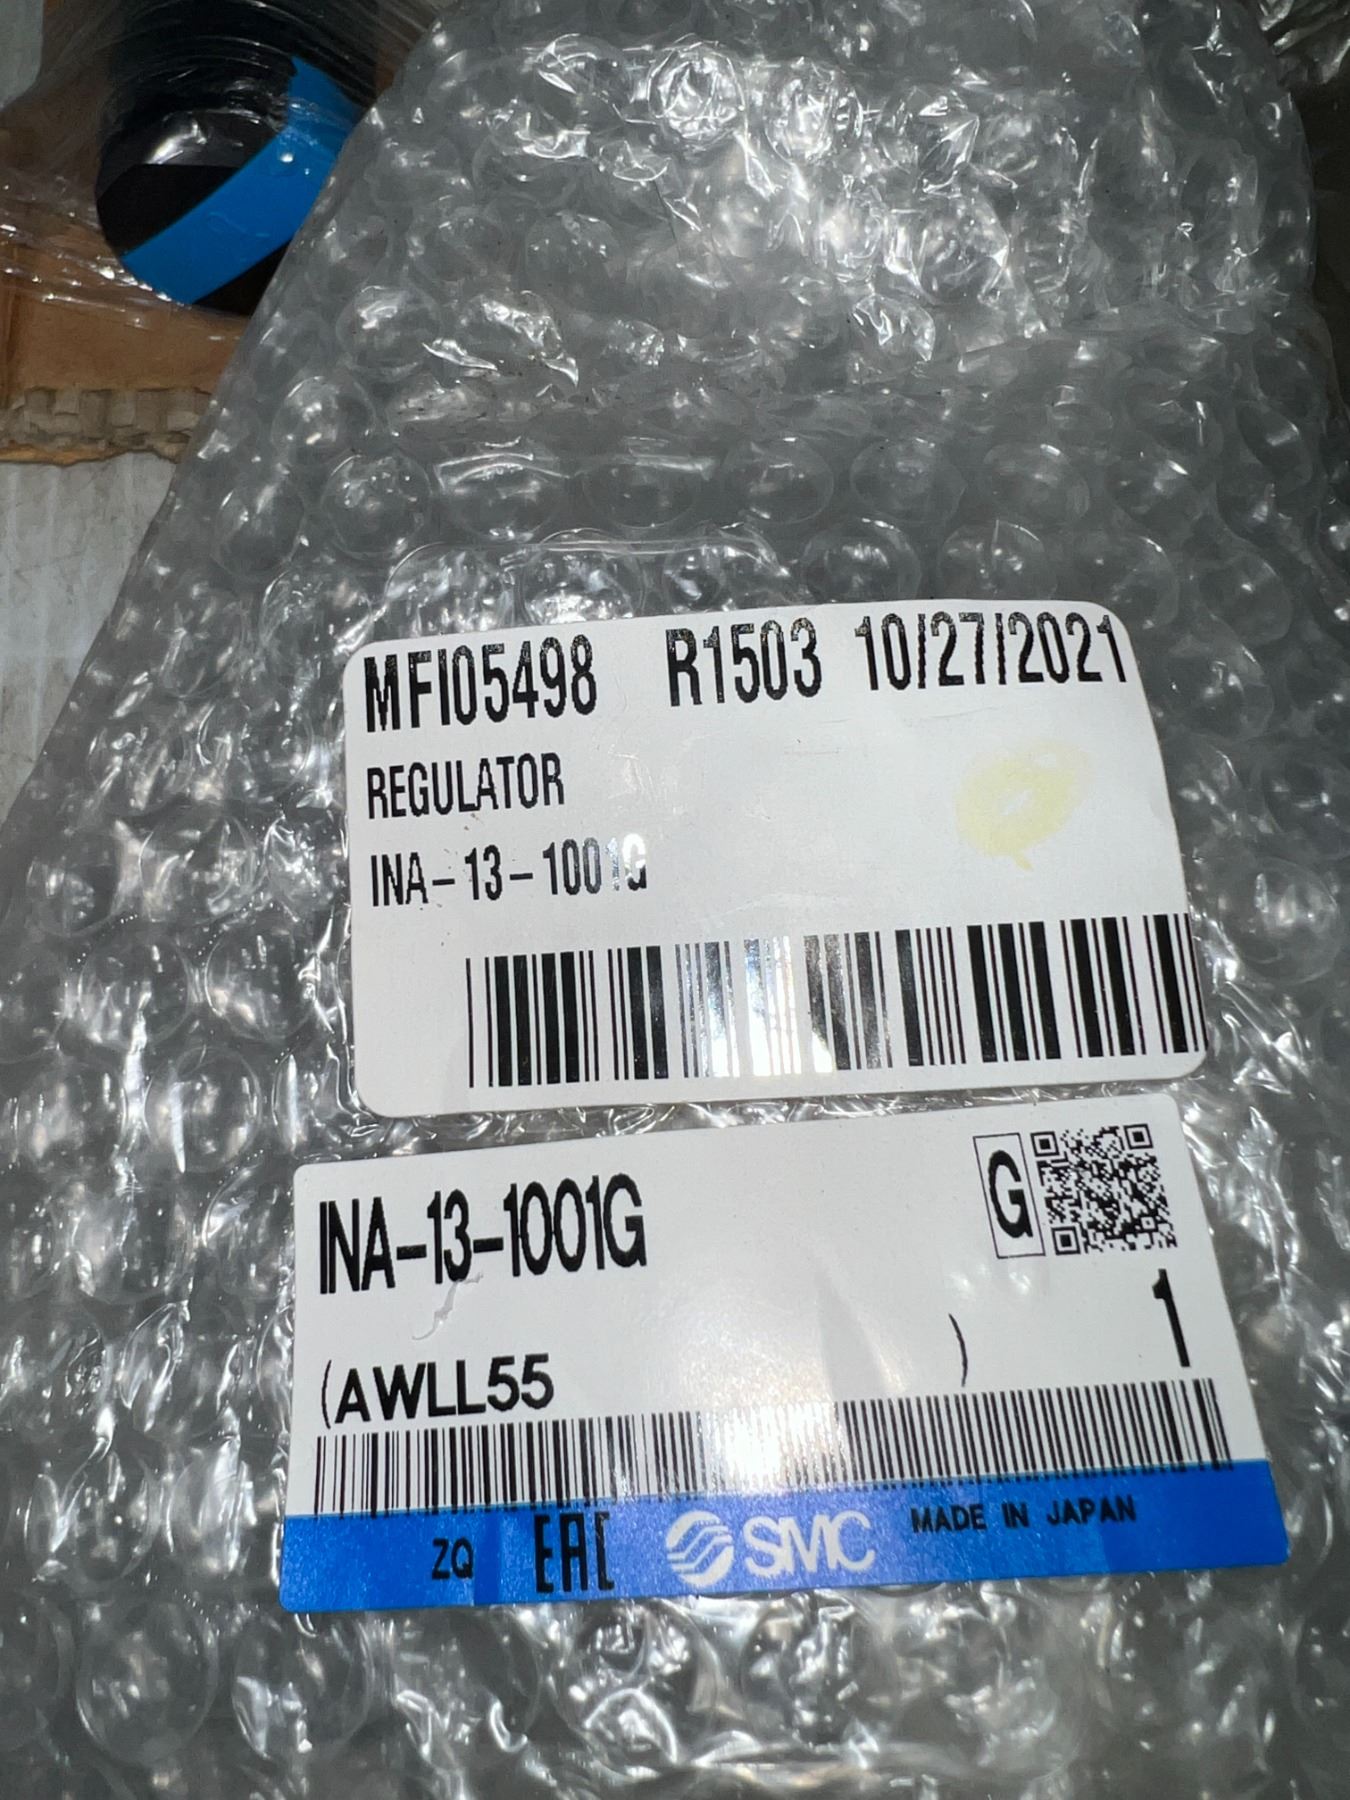 MFI05498 R1503 10/27/2021
REGULATOR
INA-13-1001G
INA-13-1001G G
1
(AWLL55 )
ZQ EAC SMC MADE IN JAPAN